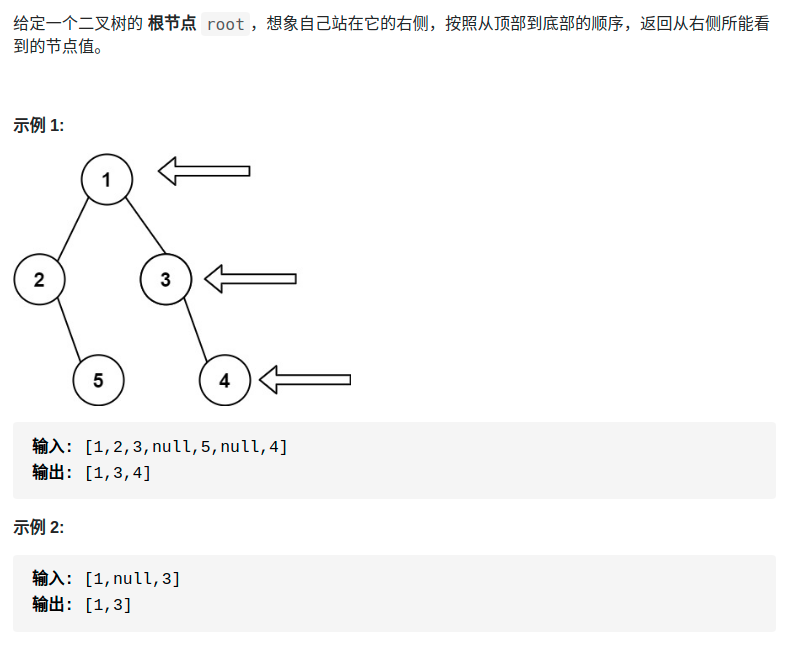 给定一个二叉树的 根节点 root，想象自己站在它的右侧，按照从顶部到底部的顺序，返回从右侧所能看
到的节点值。
示例 1:
1
2
3
5
4
输入: [1,2,3,null,5,null,4]
输出: [1,3,4]
示例 2:
输入: [1,null,3]
输出: [1,3]